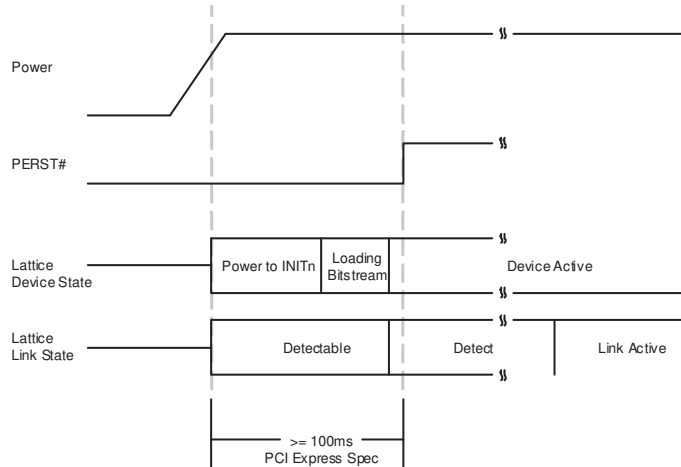 Power
PERST#
Lattice
Device State
Power to INITn
Loading
Bitstream
Device Active
Lattice
Link State
Detectable
Detect
Link Active
>= 100ms
PCI Express Spec